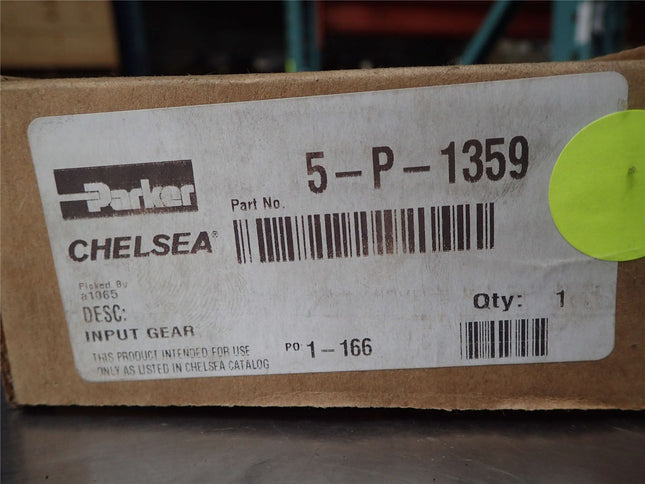 5-P-1359
Parker
Part No.
CHELSEA®
Picked By
a1065
DESC:
INPUT GEAR
Qty: 1
PO 1-166
THIS PRODUCT INTENDED FOR USE
ONLY AS LISTED IN CHELSEA CATALOG